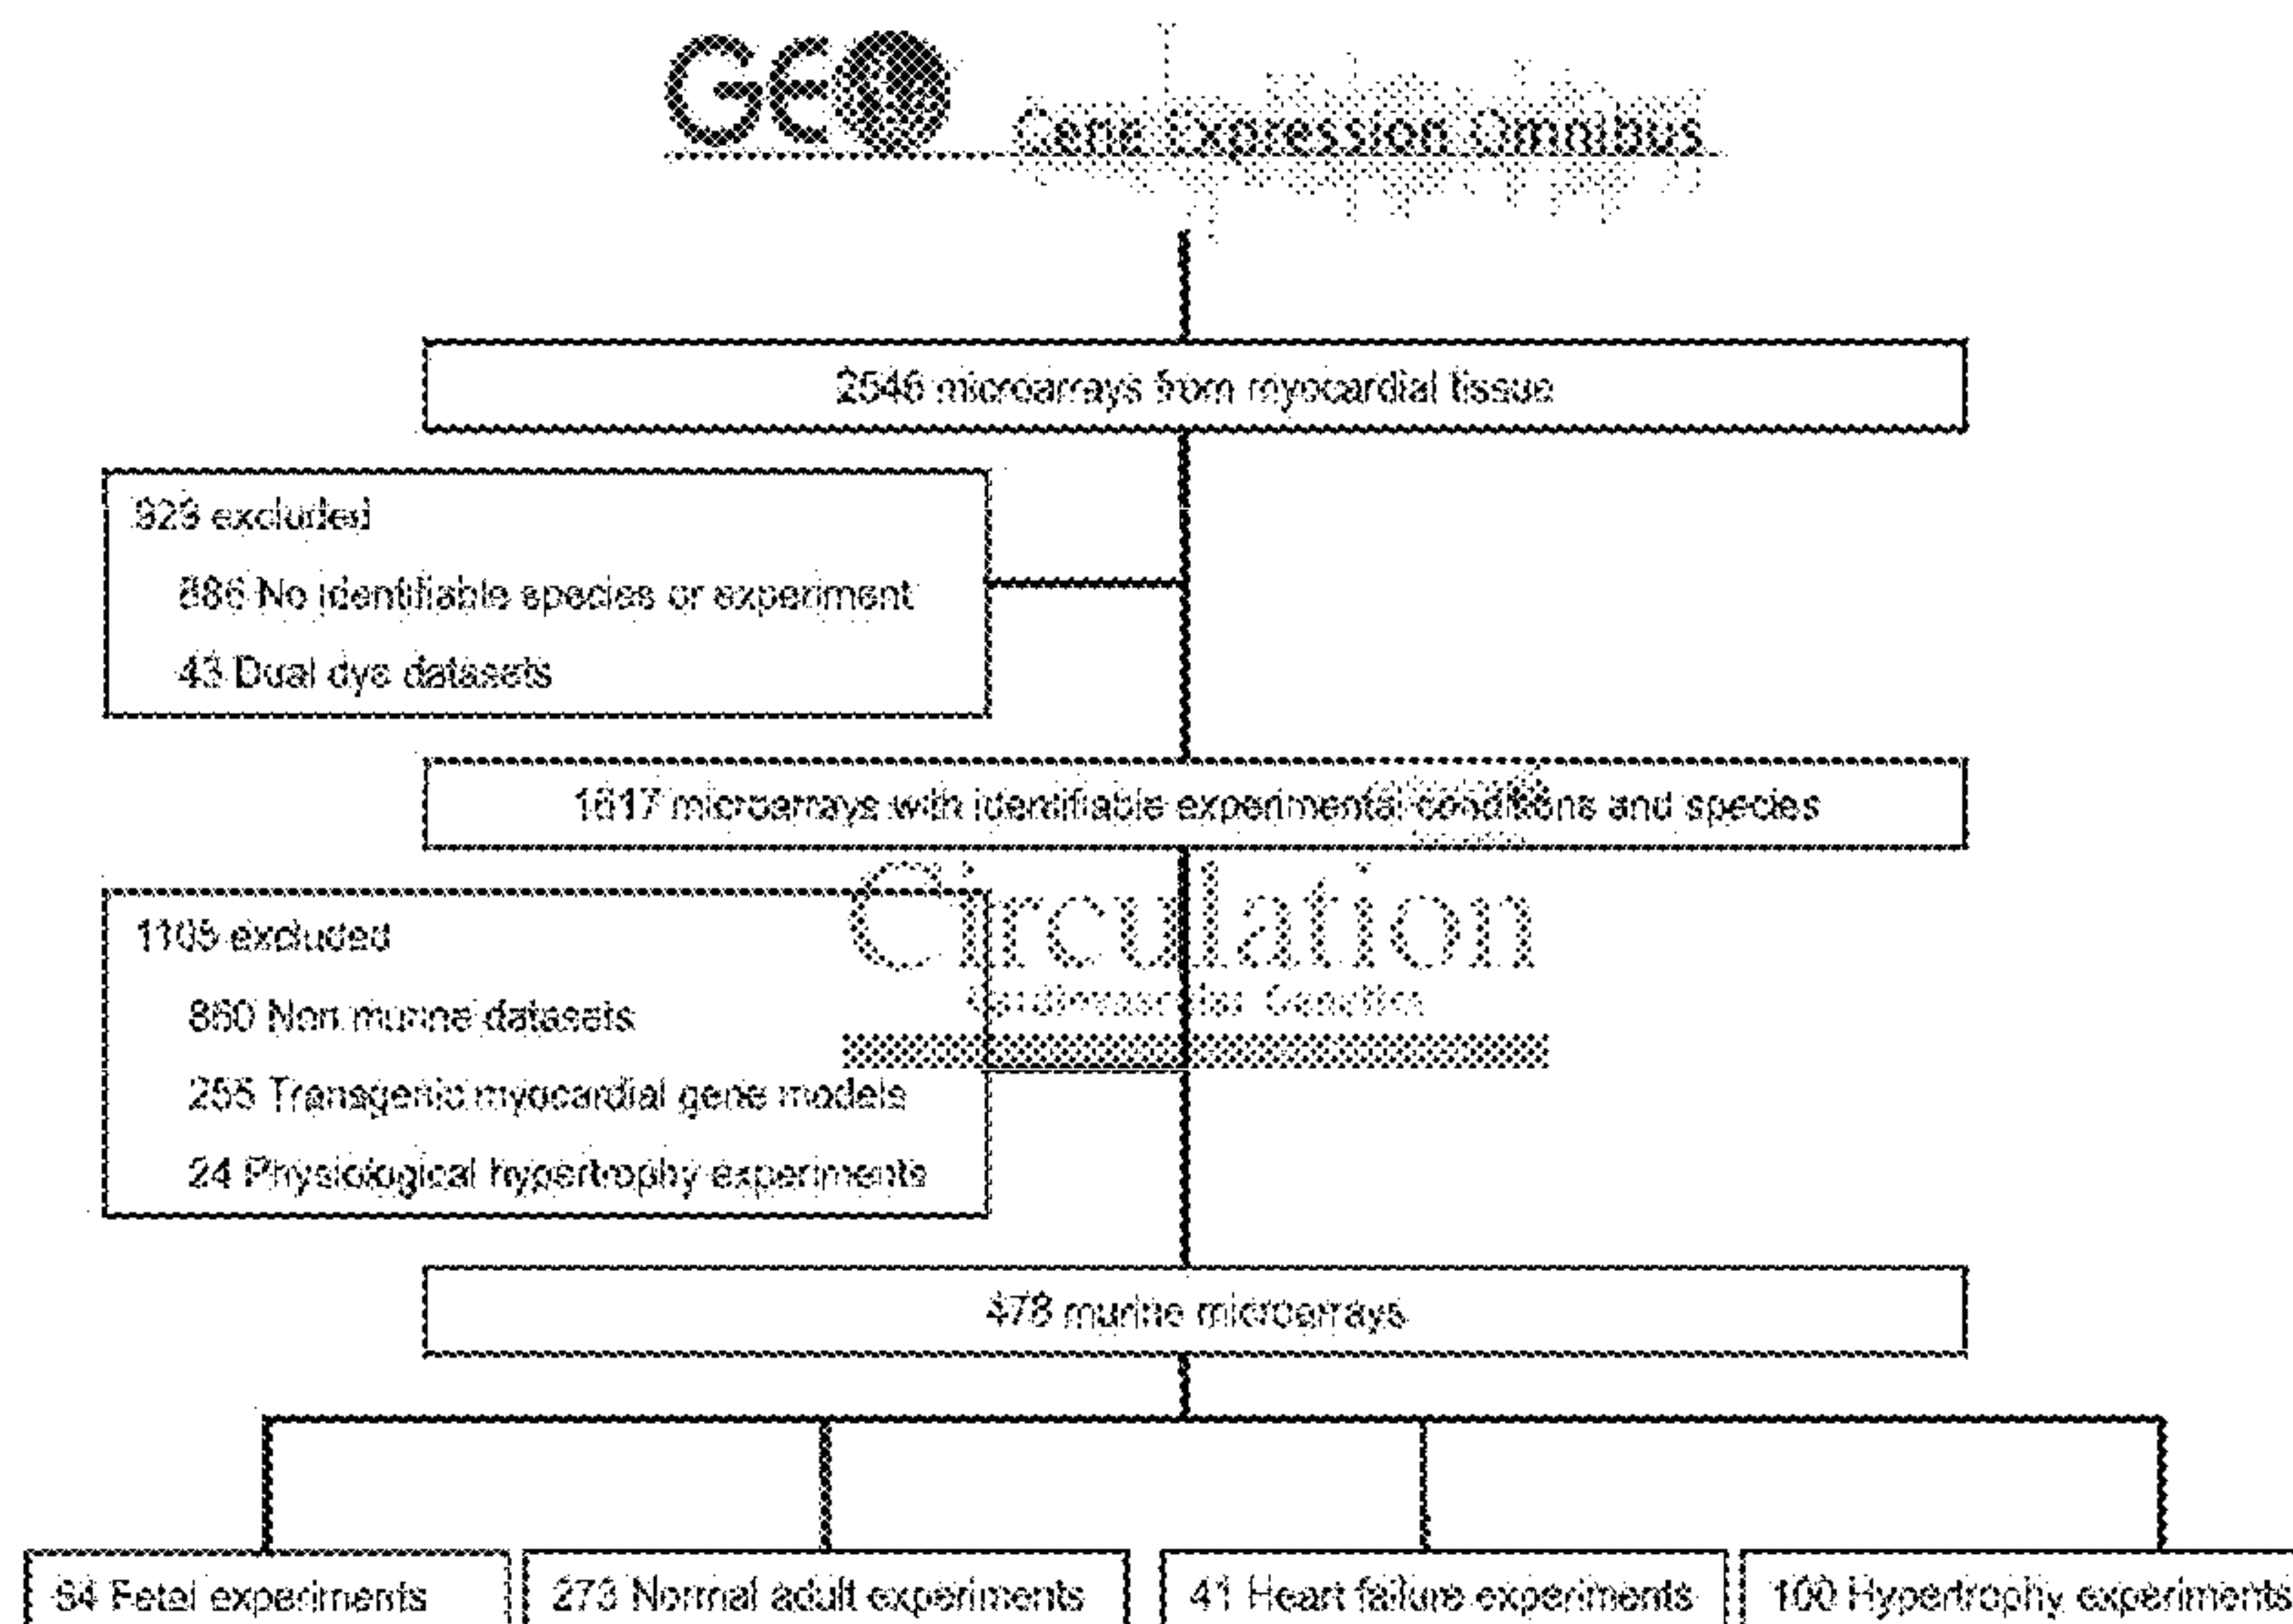 GEO Gene Expression Omnibus
2546 microarrays from myocardial tissue
929 excluded
886 No identifiable species or experiment
43 Dual dye datasets
1617 microarrays with identifiable experimental conditions and species
excluded
Circulation
Cardiovascular Genetics
860 Non murine datasets
255 Transgenic myocardial gene models
24 Physiological hypertrophy experiments
478 murine microarrays
64 Fetal experiments
273 Normal adult experiments
41 Heart failure experiments
100 Hypertrophy experiments